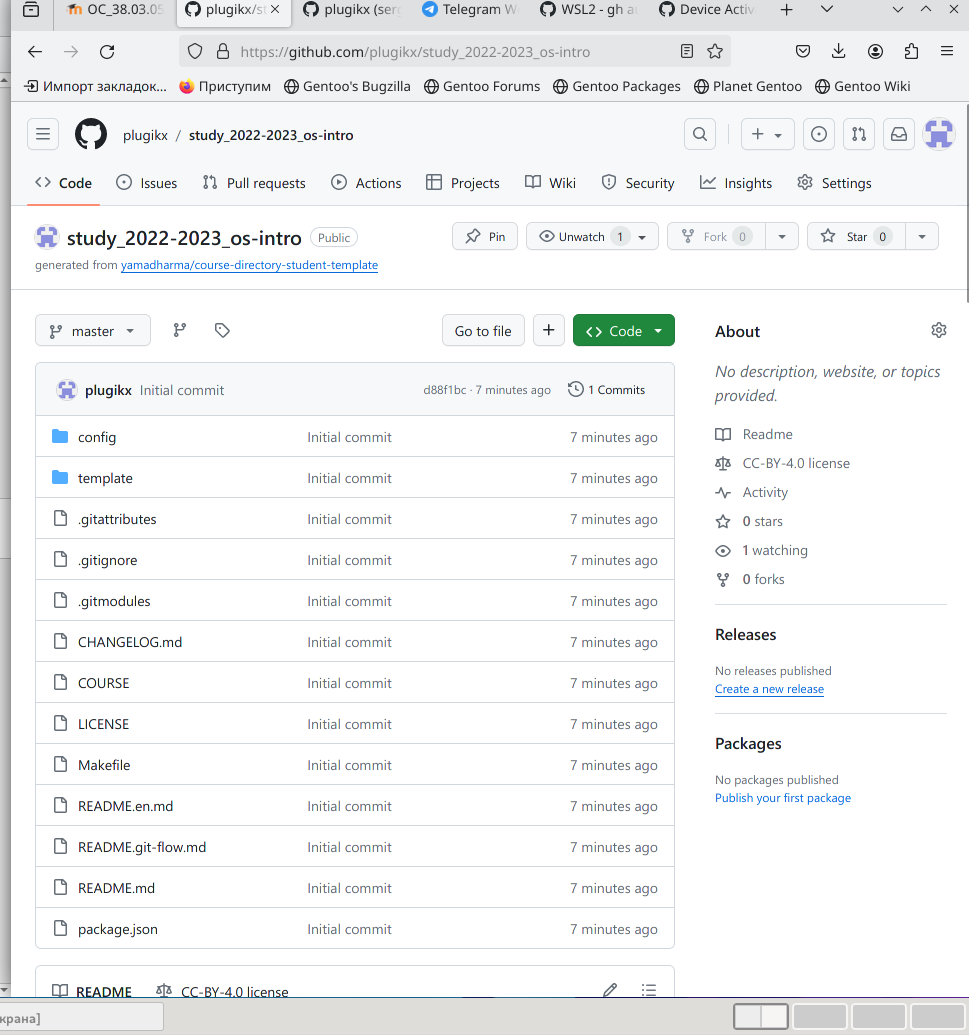 OC_38.03.05
plugikx/st
plugikx (serg
Telegram We
WSL2 - gh au
Device Activ
https://github.com/plugikx/study_2022-2023_os-intro
Импорт закладок...
Приступим
Gentoo's Bugzilla
Gentoo Forums
Gentoo Packages
Planet Gentoo
Gentoo Wiki
plugikx / study_2022-2023_os-intro
Code
Issues
Pull requests
Actions
Projects
Wiki
Security
Insights
Settings
study_2022-2023_os-intro Public
Pin
Unwatch 1
Fork 0
Star 0
generated from yamadharma/course-directory-student-template
master
Go to file
Code
About
No description, website, or topics
provided.
plugikx Initial commit d88f1bc · 7 minutes ago 1 Commits
config Initial commit 7 minutes ago
template Initial commit 7 minutes ago
.gitattributes Initial commit 7 minutes ago
.gitignore Initial commit 7 minutes ago
.gitmodules Initial commit 7 minutes ago
CHANGELOG.md Initial commit 7 minutes ago
COURSE Initial commit 7 minutes ago
LICENSE Initial commit 7 minutes ago
Makefile Initial commit 7 minutes ago
README.en.md Initial commit 7 minutes ago
README.git-flow.md Initial commit 7 minutes ago
README.md Initial commit 7 minutes ago
package.json Initial commit 7 minutes ago
Readme
CC-BY-4.0 license
Activity
0 stars
1 watching
0 forks
Releases
No releases published
Create a new release
Packages
No packages published
Publish your first package
README
CC-BY-4.0 license
крана]